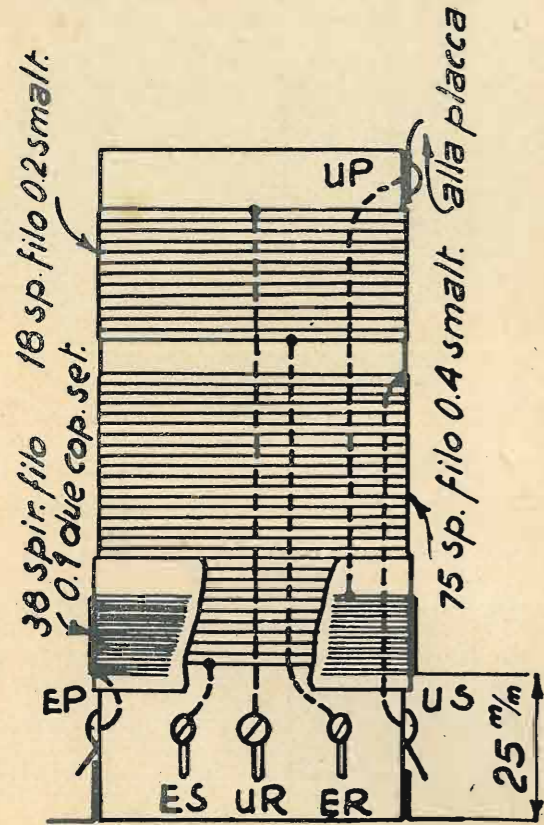 18 sp. filo 0.2 smalt.
38 spir. filo
0.1 due cop. set.
UP
alla placca
75 sp. filo 0.4 smalt.
EP
US
ES
UR
ER
25 m/m